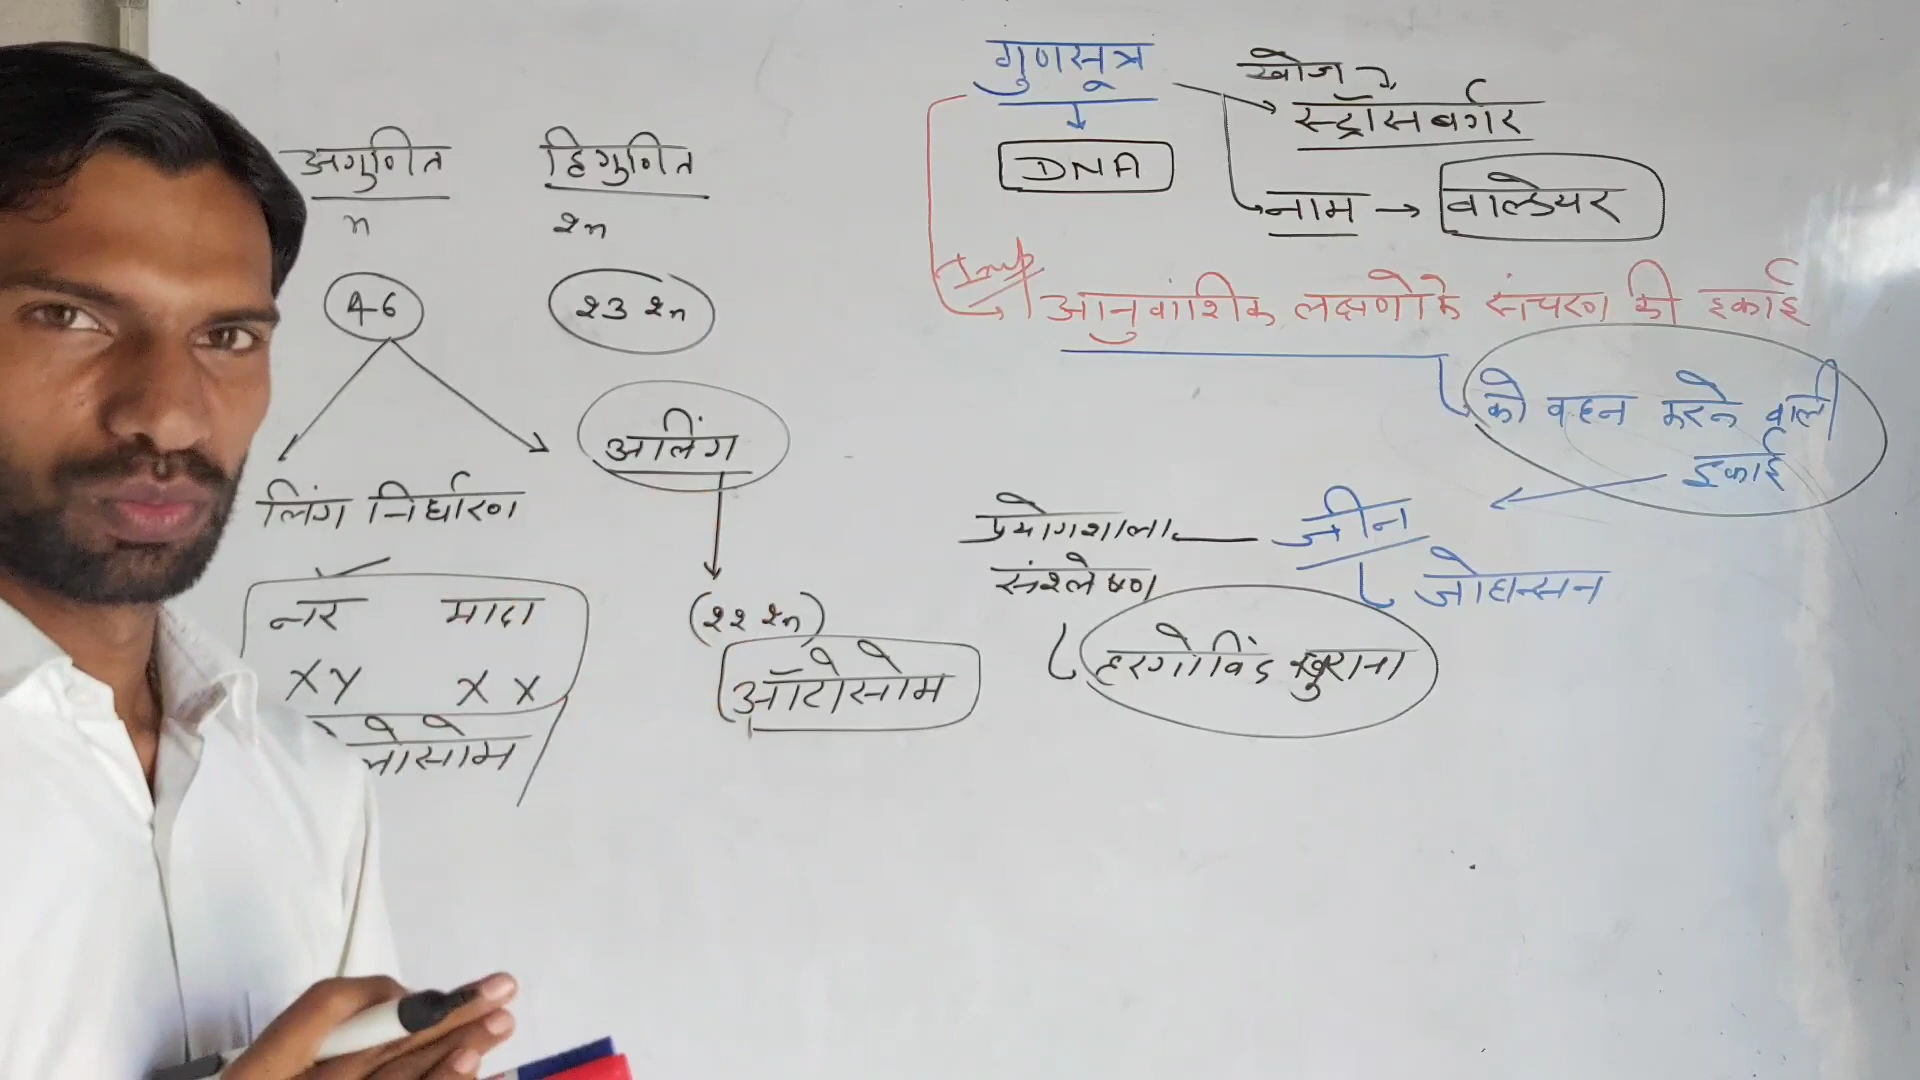 गुणसूत्र
खोज
स्ट्रॉसबर्गर
DNA
नाम → वाल्डेयर
Imp
आनुवांशिक लक्षणो के संचरण की इकाई
को वहन करने वाली
इकाई
जीन
जोहान्सन
प्रयोगशाला
संश्लेषण
हरगोविंद खुराना
अगुणित
n
द्विगुणित
2n
46
23 2n
लिंग निर्धारण
अलिंग
नर मादा
XY XX
नोसोम
(22 2n)
ऑटोसोम